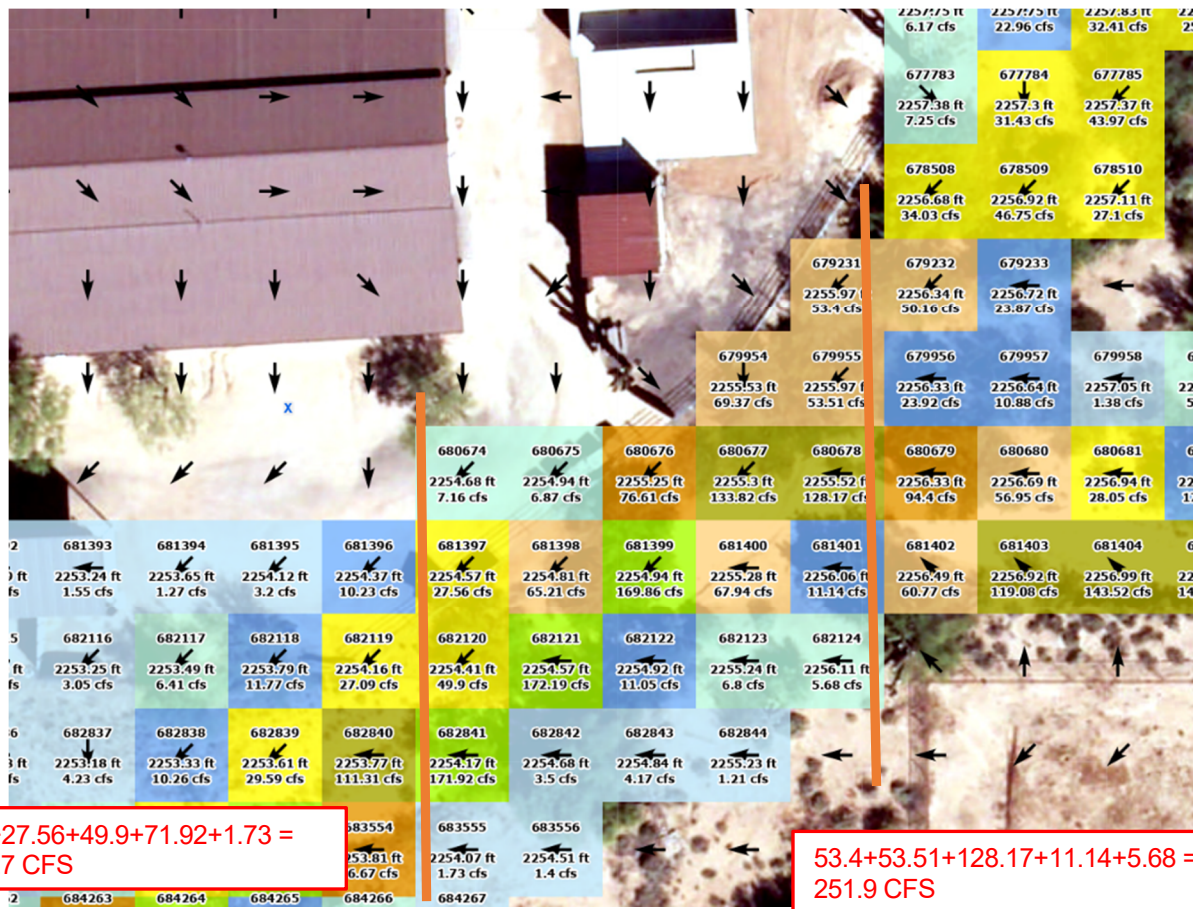 2257.75 ft 2257.75 ft 2257.83 ft
6.17 cfs 22.96 cfs 32.41 cfs
677783 677784 677785
2257.38 ft 2257.3 ft 2257.37 ft
7.25 cfs 31.43 cfs 43.97 cfs
678508 678509 678510
2256.68 ft 2256.92 ft 2257.11 ft
34.03 cfs 46.75 cfs 27.1 cfs
679231 679232 679233
2255.97 ft 2256.34 ft 2256.72 ft
53.4 cfs 50.16 cfs 23.87 cfs
679954 679955 679956 679957 679958
2255.53 ft 2255.97 ft 2256.33 ft 2256.64 ft 2257.05 ft
69.37 cfs 53.51 cfs 23.92 cfs 10.88 cfs 1.38 cfs
X
680674 680675 680676 680677 680678 680679 680680 680681
2254.68 ft 2254.94 ft 2255.25 ft 2255.3 ft 2255.52 ft 2256.33 ft 2256.69 ft 2256.94 ft
7.16 cfs 6.87 cfs 76.61 cfs 133.82 cfs 128.17 cfs 94.4 cfs 56.95 cfs 28.05 cfs
681393 681394 681395 681396 681397 681398 681399 681400 681401 681402 681403 681404
ft 2253.24 ft 2253.65 ft 2254.12 ft 2254.37 ft 2254.57 ft 2254.81 ft 2254.94 ft 2255.28 ft 2256.06 ft 2256.49 ft 2256.92 ft 2256.99 ft
1.55 cfs 1.27 cfs 3.2 cfs 10.23 cfs 27.56 cfs 65.21 cfs 169.86 cfs 67.94 cfs 11.14 cfs 60.77 cfs 119.08 cfs 143.52 cfs
682116 682117 682118 682119 682120 682121 682122 682123 682124
ft 2253.25 ft 2253.49 ft 2253.79 ft 2254.16 ft 2254.41 ft 2254.57 ft 2254.92 ft 2255.24 ft 2256.11 ft
3.05 cfs 6.41 cfs 11.77 cfs 27.09 cfs 49.9 cfs 172.19 cfs 11.05 cfs 6.8 cfs 5.68 cfs
682837 682838 682839 682840 682841 682842 682843 682844
ft 2253.18 ft 2253.33 ft 2253.61 ft 2253.77 ft 2254.17 ft 2254.68 ft 2254.84 ft 2255.23 ft
4.23 cfs 10.26 cfs 29.59 cfs 111.31 cfs 171.92 cfs 3.5 cfs 4.17 cfs 1.21 cfs
683554 683555 683556
253.81 ft 2254.07 ft 2254.51 ft
6.67 cfs 1.73 cfs 1.4 cfs
27.56+49.9+71.92+1.73 =
7 CFS
53.4+53.51+128.17+11.14+5.68 =
251.9 CFS
684263 684264 684265 684266 684267